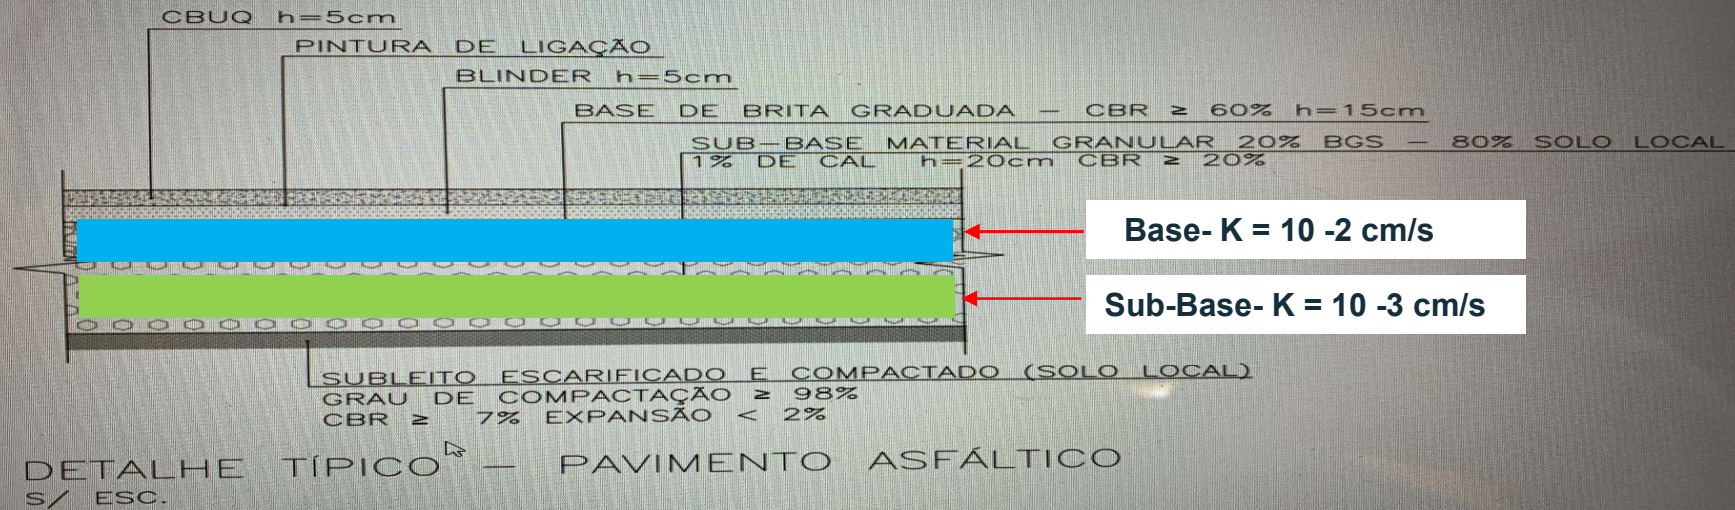 CBUQ h=5cm
PINTURA DE LIGAÇÃO
BLINDER h=5cm
BASE DE BRITA GRADUADA – CBR ≥ 60% h=15cm
SUB–BASE MATERIAL GRANULAR 20% BGS – 80% SOLO LOCAL
1% DE CAL h=20cm CBR ≥ 20%
Base- K = 10 -2 cm/s
Sub-Base- K = 10 -3 cm/s
SUBLEITO ESCARIFICADO E COMPACTADO (SOLO LOCAL)
GRAU DE COMPACTAÇÃO ≥ 98%
CBR ≥ 7% EXPANSÃO < 2%
DETALHE TÍPICO – PAVIMENTO ASFÁLTICO
S/ ESC.